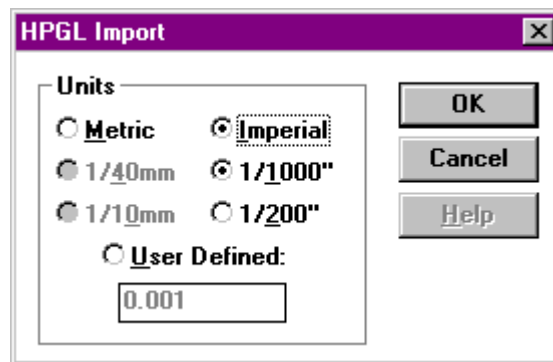 HPGL Import
Units
Metric
Imperial
1/40mm
1/1000"
1/10mm
1/200"
User Defined:
0.001
OK
Cancel
Help